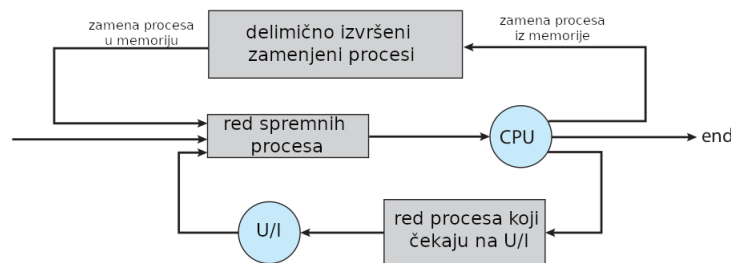 zamena procesa
u memoriju
delimično izvršeni
zamenjeni procesi
zamena procesa
iz memorije
red spremnih
procesa
CPU
end
U/I
red procesa koji
čekaju na U/I